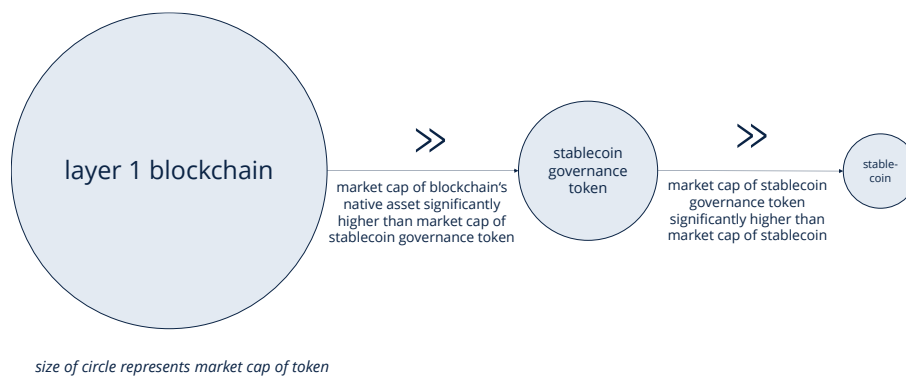 layer 1 blockchain
»
market cap of blockchain's
native asset significantly
higher than market cap of
stablecoin governance token
stablecoin
governance
token
»
market cap of stablecoin
governance token
significantly higher than
market cap of stablecoin
stable-
coin
size of circle represents market cap of token